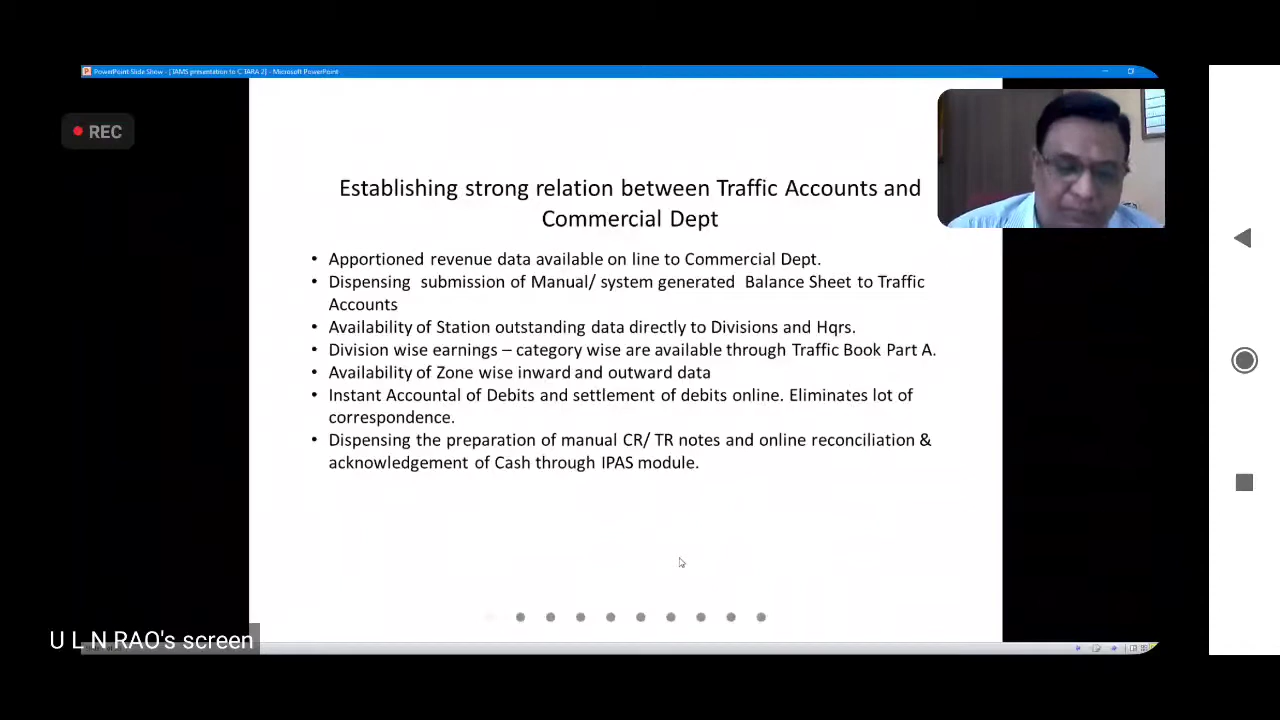 PowerPoint Slide Show - [TAMS presentation to C TARA 2] - Microsoft PowerPoint
REC
Establishing strong relation between Traffic Accounts and
Commercial Dept
• Apportioned revenue data available on line to Commercial Dept.
• Dispensing submission of Manual/ system generated Balance Sheet to Traffic
Accounts
• Availability of Station outstanding data directly to Divisions and Hqrs.
• Division wise earnings – category wise are available through Traffic Book Part A.
• Availability of Zone wise inward and outward data
• Instant Accountal of Debits and settlement of debits online. Eliminates lot of
correspondence.
• Dispensing the preparation of manual CR/ TR notes and online reconciliation &
acknowledgement of Cash through IPAS module.
U L N RAO's screen